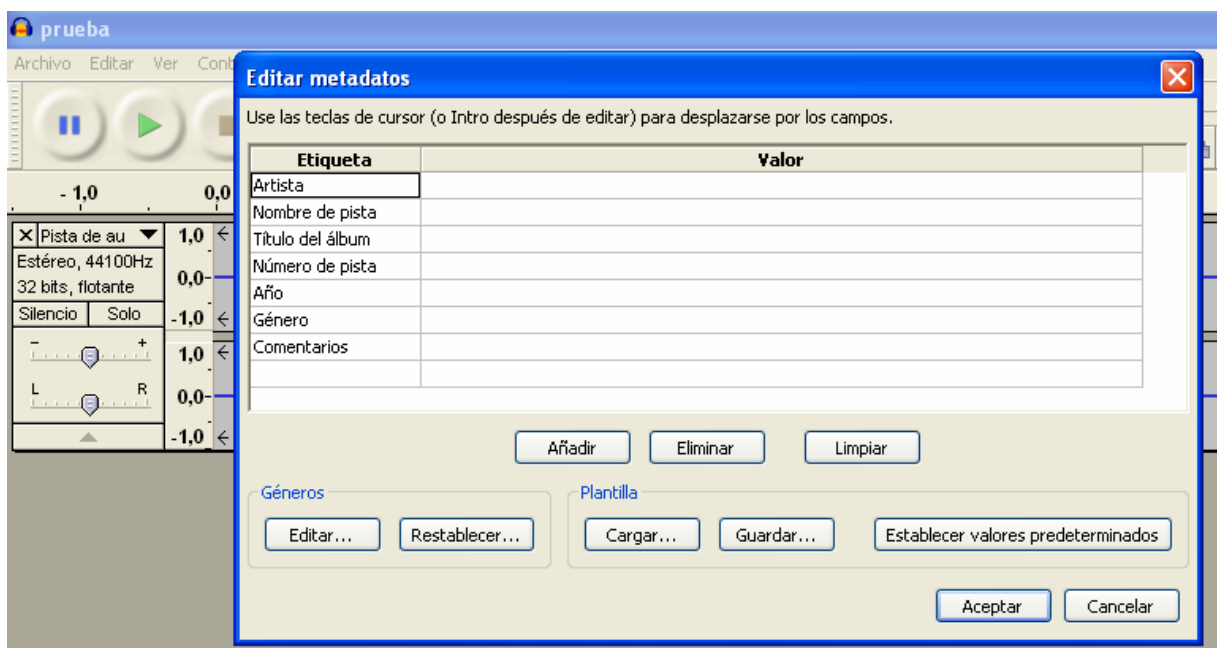 prueba
Archivo Editar Ver Cont
Editar metadatos
Use las teclas de cursor (o Intro después de editar) para desplazarse por los campos.
Etiqueta Valor
Artista
Nombre de pista
Título del álbum
Número de pista
Año
Género
Comentarios
Añadir Eliminar Limpiar
Géneros
Editar... Restablecer...
Plantilla
Cargar... Guardar... Establecer valores predeterminados
Aceptar Cancelar
- 1,0 0,0
X Pista de au
Estéreo, 44100Hz
32 bits, flotante
Silencio Solo
- +
L R
1,0
0,0-
-1,0
1,0
0,0-
-1,0